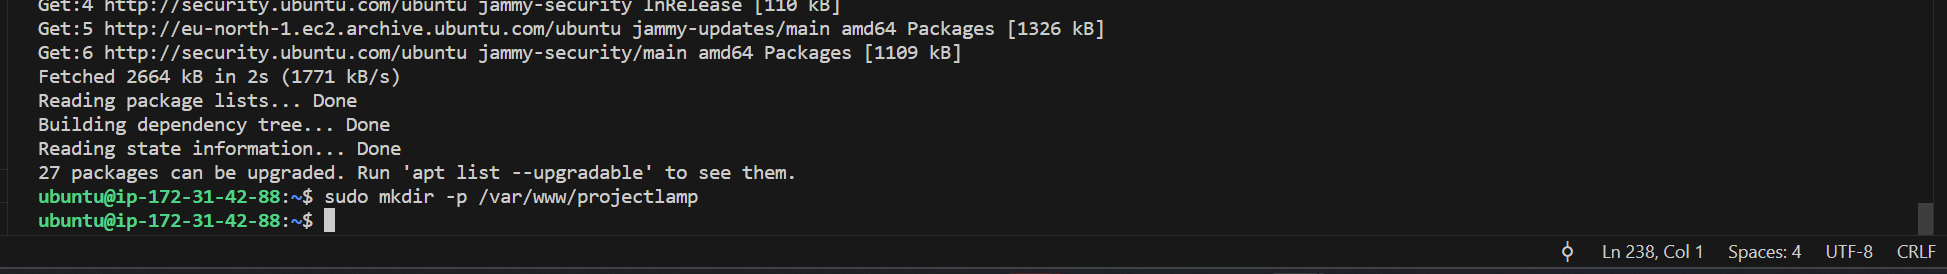 Get:4 http://security.ubuntu.com/ubuntu jammy-security InRelease [110 kB]
Get:5 http://eu-north-1.ec2.archive.ubuntu.com/ubuntu jammy-updates/main amd64 Packages [1326 kB]
Get:6 http://security.ubuntu.com/ubuntu jammy-security/main amd64 Packages [1109 kB]
Fetched 2664 kB in 2s (1771 kB/s)
Reading package lists... Done
Building dependency tree... Done
Reading state information... Done
27 packages can be upgraded. Run 'apt list --upgradable' to see them.
ubuntu@ip-172-31-42-88:~$ sudo mkdir -p /var/www/projectlamp
ubuntu@ip-172-31-42-88:~$
Ln 238, Col 1 Spaces: 4 UTF-8 CRLF